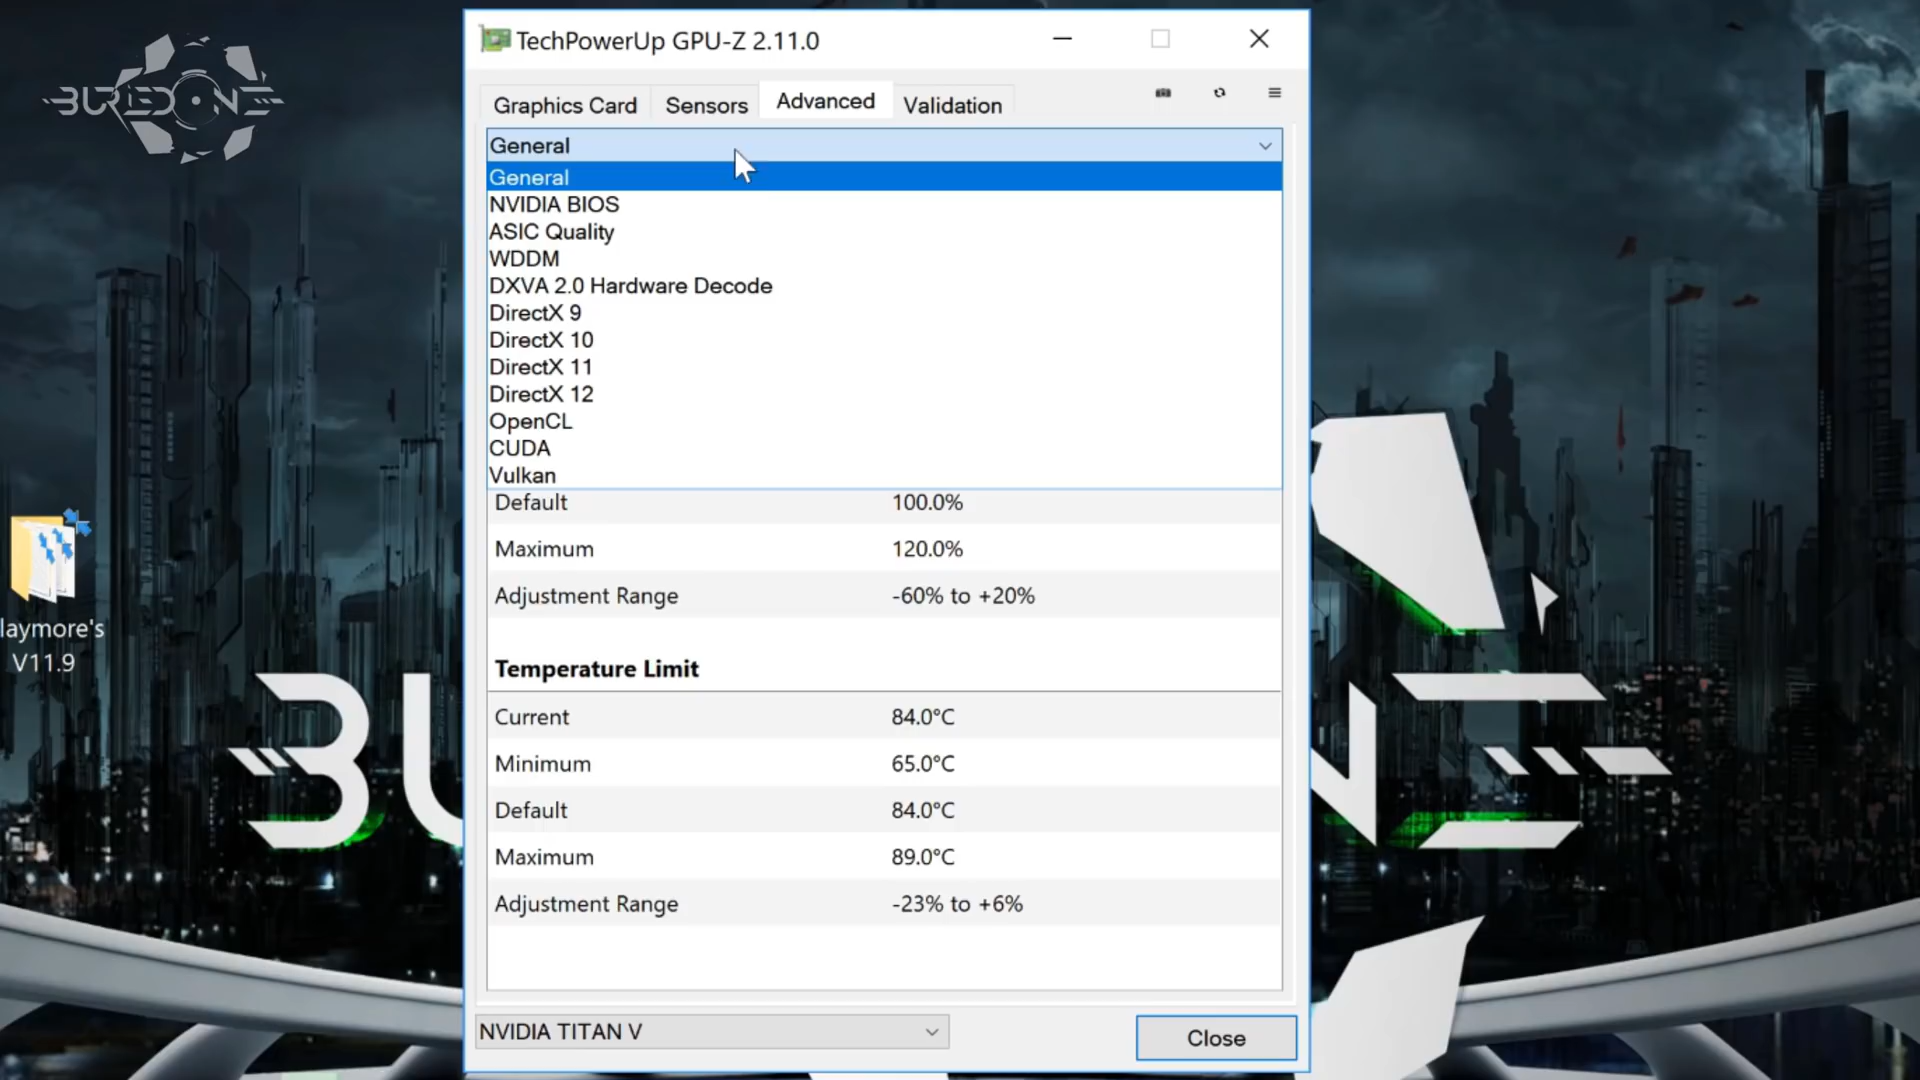 BURIEDONE
TechPowerUp GPU-Z 2.11.0
Graphics Card Sensors Advanced Validation
General
General
NVIDIA BIOS
ASIC Quality
WDDM
DXVA 2.0 Hardware Decode
DirectX 9
DirectX 10
DirectX 11
DirectX 12
OpenCL
CUDA
Vulkan
Default 100.0%
Maximum 120.0%
Adjustment Range -60% to +20%
Temperature Limit
Current 84.0°C
Minimum 65.0°C
Default 84.0°C
Maximum 89.0°C
Adjustment Range -23% to +6%
NVIDIA TITAN V
Close
laymore's
V11.9
BU
NE